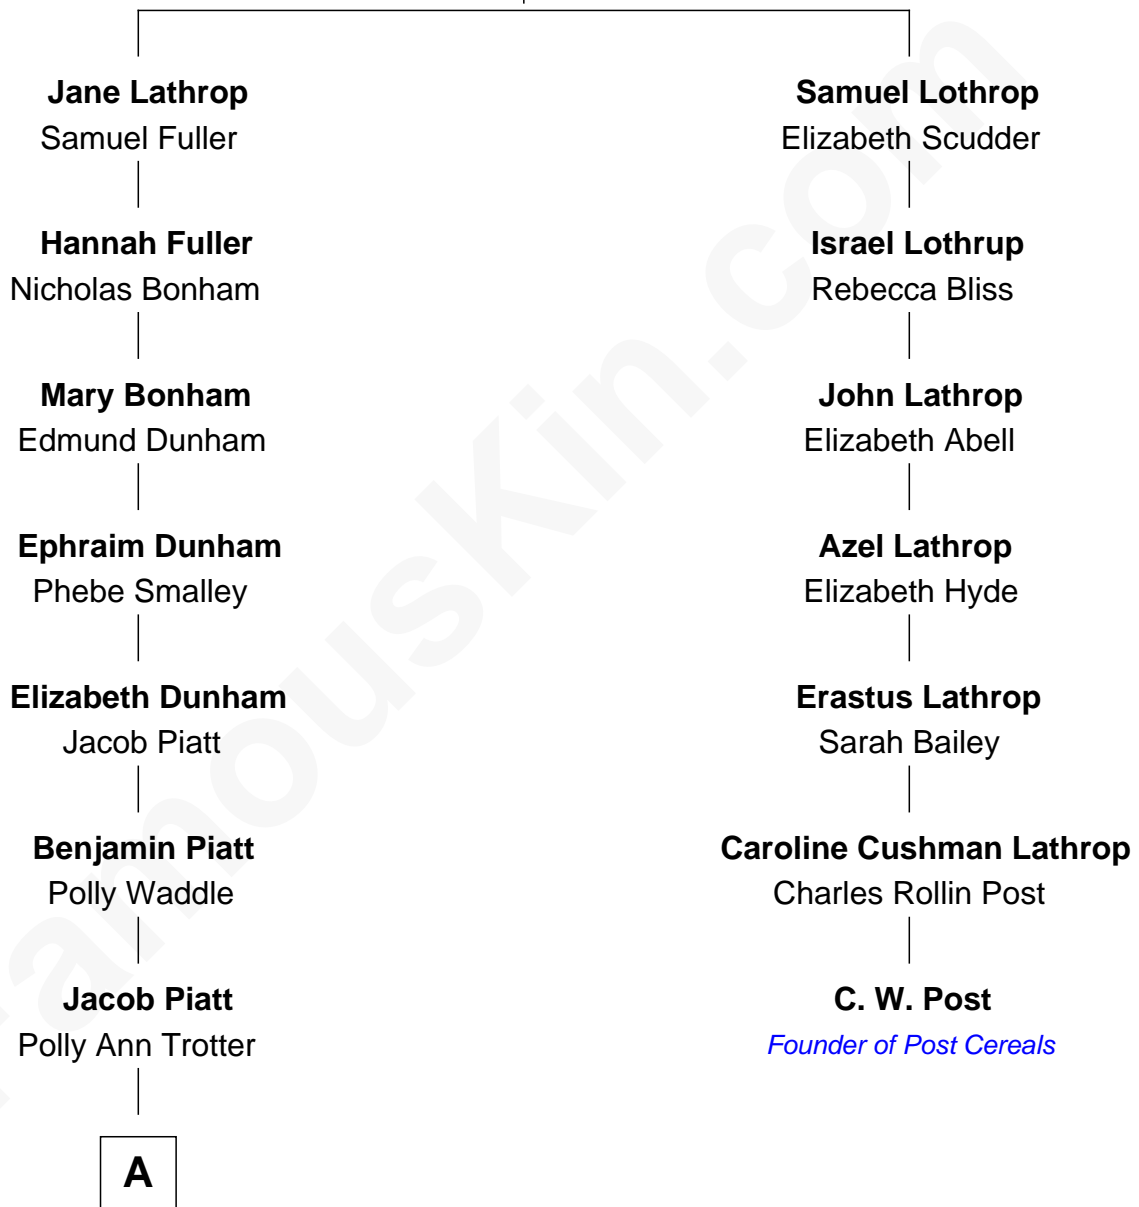 Jane Lathrop
Samuel Fuller
Hannah Fuller
Nicholas Bonham
Mary Bonham
Edmund Dunham
Ephraim Dunham
Phebe Smalley
Elizabeth Dunham
Jacob Piatt
Benjamin Piatt
Polly Waddle
Jacob Piatt
Polly Ann Trotter
A
Samuel Lothrop
Elizabeth Scudder
Israel Lothrup
Rebecca Bliss
John Lathrop
Elizabeth Abell
Azel Lathrop
Elizabeth Hyde
Erastus Lathrop
Sarah Bailey
Caroline Cushman Lathrop
Charles Rollin Post
C. W. Post
Founder of Post Cereals
FamousKin.com